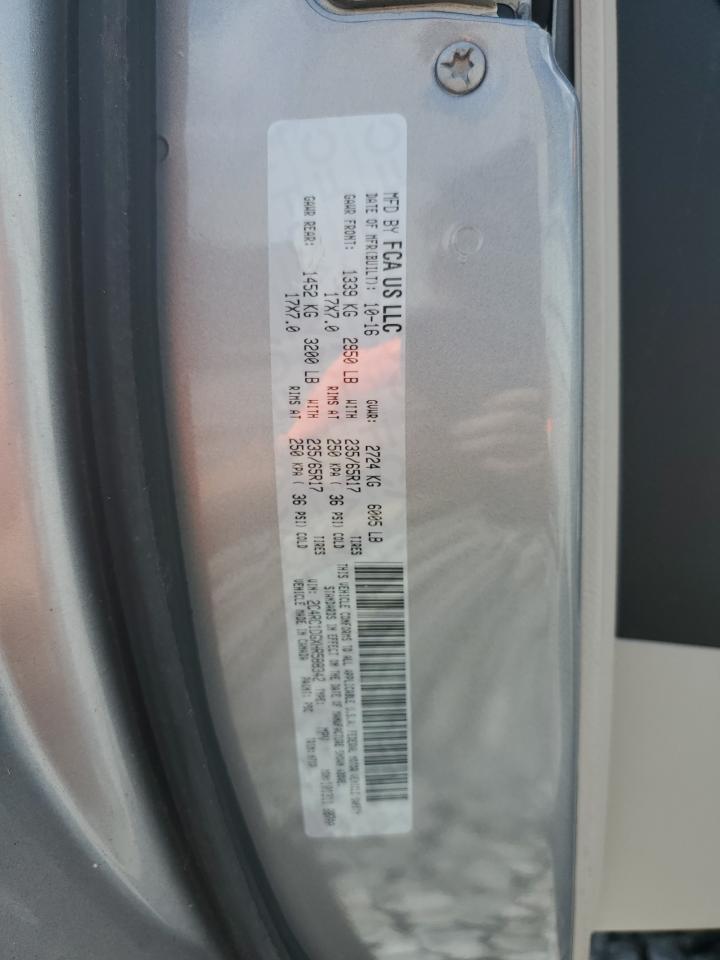 MFD BY FCA US LLC
DATE OF MFR(BUILT): 10-16 GVWR: 2724 KG 6005 LB
GAWR FRONT: 1339 KG 2950 LB WITH 235/65R17 TIRES
17X7.0 RIMS AT 250 KPA ( 36 PSI) COLD
GAWR REAR: 1452 KG 3200 LB WITH 235/65R17 TIRES
17X7.0 RIMS AT 250 KPA ( 36 PSI) COLD
THIS VEHICLE CONFORMS TO ALL APPLICABLE U.S.A. FEDERAL MOTOR VEHICLE SAFETY
STANDARDS IN EFFECT ON THE DATE OF MANUFACTURE SHOWN ABOVE.
VIN: TYPE: MPV
VEHICLE MADE IN CANADA PAINT: